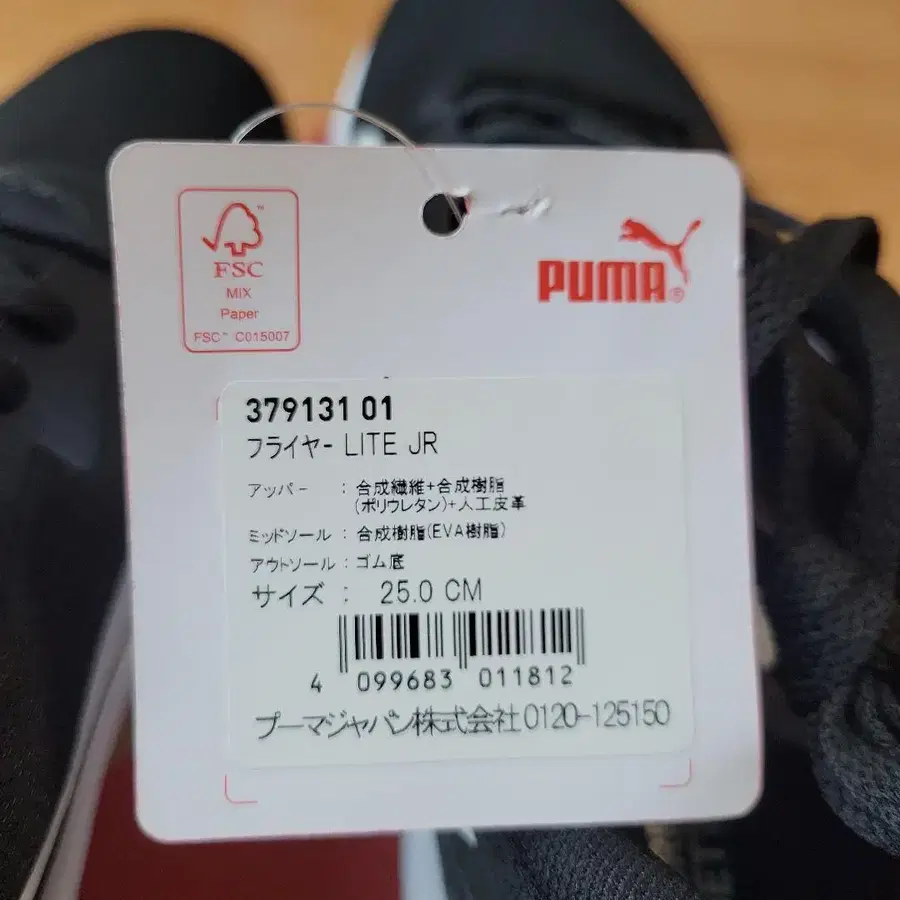 FSC
MIX
Paper
FSC™ C015007
PUMA®
379131 01
フライヤー LITE JR
アッパー : 合成繊維+合成樹脂
(ポリウレタン)+人工皮革
ミッドソール : 合成樹脂(EVA樹脂)
アウトソール : ゴム底
サイズ : 25.0 CM
4 099683 011812
プーマジャパン株式会社 0120-125150